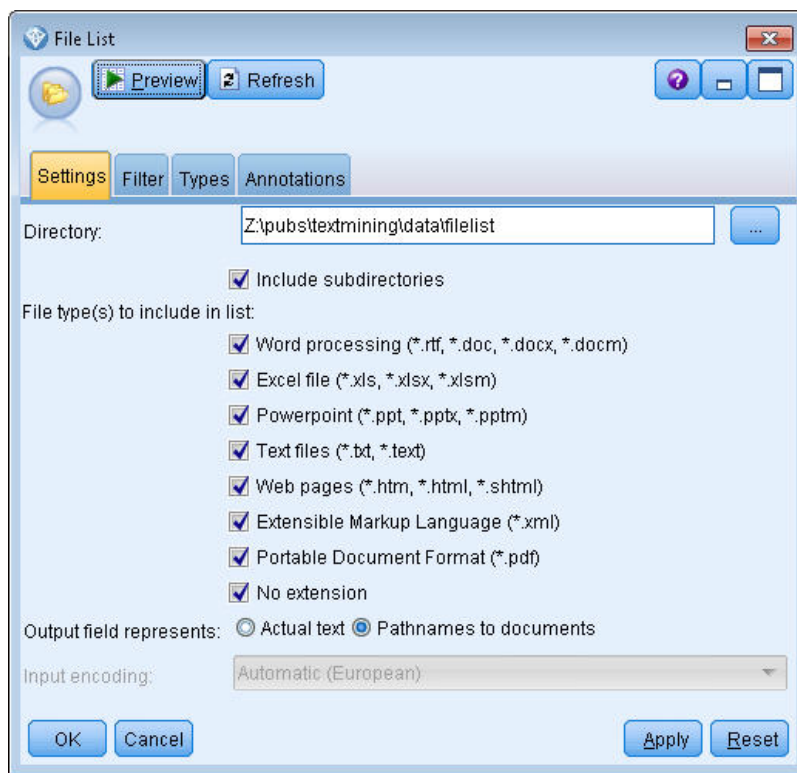 File List
Preview Refresh
Settings Filter Types Annotations
Directory: Z:\pubs\textmining\data\filelist ...
Include subdirectories
File type(s) to include in list:
Word processing (*.rtf, *.doc, *.docx, *.docm)
Excel file (*.xls, *.xlsx, *.xlsm)
Powerpoint (*.ppt, *.pptx, *.pptm)
Text files (*.txt, *.text)
Web pages (*.htm, *.html, *.shtml)
Extensible Markup Language (*.xml)
Portable Document Format (*.pdf)
No extension
Output field represents: Actual text Pathnames to documents
Input encoding: Automatic (European)
OK Cancel Apply Reset